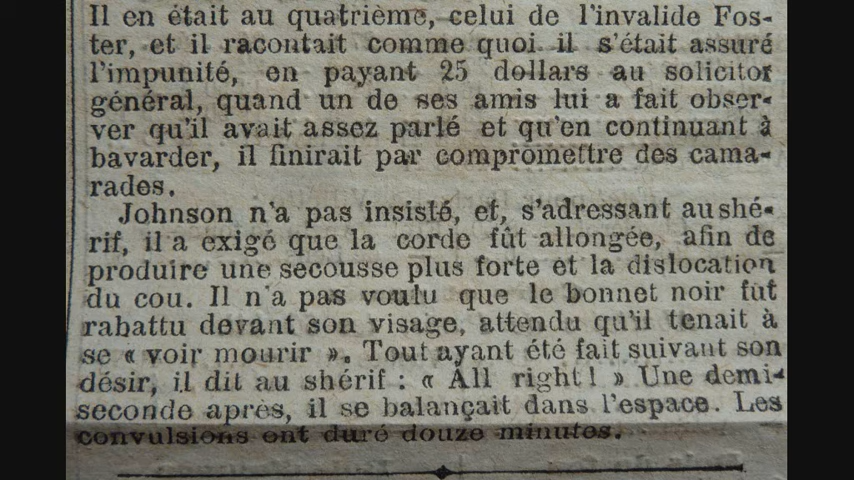 Il en était au quatrième, celui de l'invalide Fos-
ter, et il racontait comme quoi il s'était assuré
l'impunité, en payant 25 dollars au solicitor
général, quand un de ses amis lui a fait obser-
ver qu'il avait assez parlé et qu'en continuant à
bavarder, il finirait par compromettre des cama-
rades.
Johnson n'a pas insisté, et, s'adressant au shé-
rif, il a exigé que la corde fût allongée, afin de
produire une secousse plus forte et la dislocation
du cou. Il n'a pas voulu que le bonnet noir fût
rabattu devant son visage, attendu qu'il tenait à
se « voir mourir ». Tout ayant été fait suivant son
désir, il dit au shérif : « All right! » Une demi-
seconde après, il se balançait dans l'espace. Les
convulsions ont duré douze minutes.